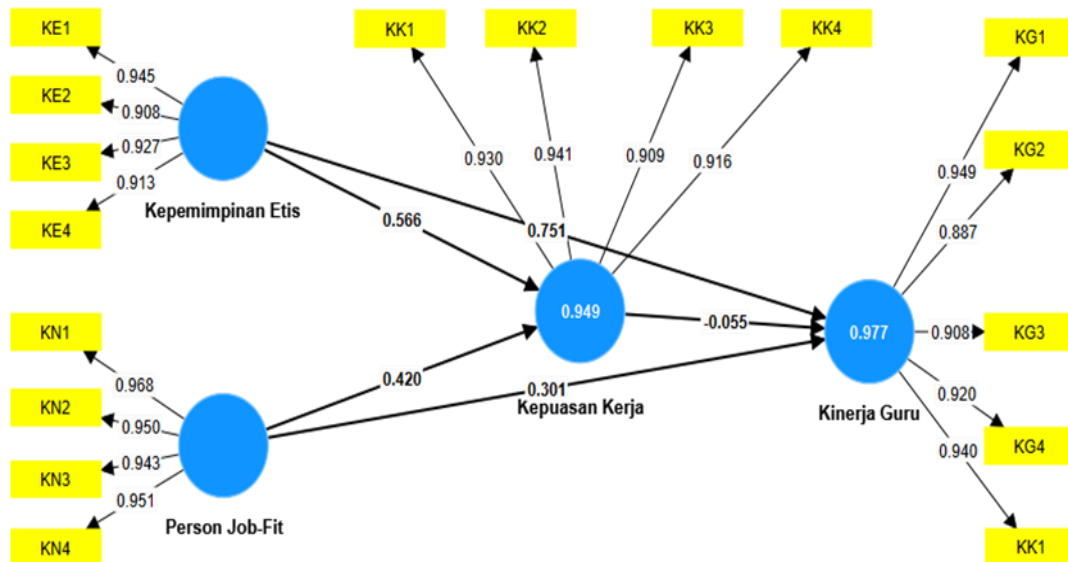 KE1
KE2
KE3
KE4
0.945
0.908
0.927
0.913
Kepemimpinan Etis
KK1
KK2
KK3
KK4
0.930
0.941
0.909
0.916
KG1
KG2
KG3
KG4
KK1
0.949
0.887
0.908
0.920
0.940
0.566
0.751
0.949
-0.055
0.977
0.420
0.301
Kepuasan Kerja
Kinerja Guru
KN1
KN2
KN3
KN4
0.968
0.950
0.943
0.951
Person Job-Fit